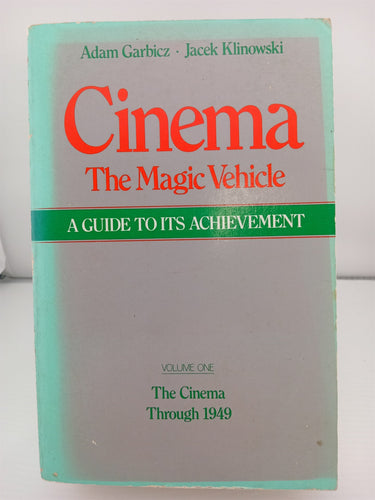 Adam Garbicz · Jacek Klinowski
Cinema
The Magic Vehicle
A GUIDE TO ITS ACHIEVEMENT
VOLUME ONE
The Cinema
Through 1949